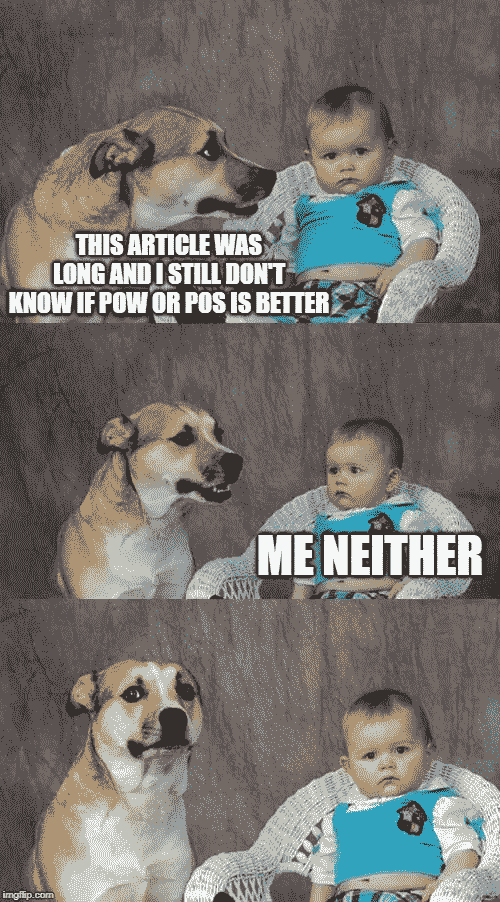 THIS ARTICLE WAS
LONG AND I STILL DON'T
KNOW IF POW OR POS IS BETTER
ME NEITHER
imgflip.com